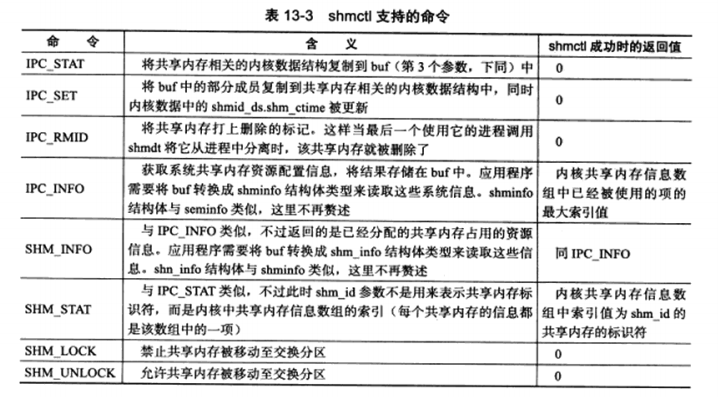 表 13-3 shmctl 支持的命令
命 令 含 义 shmctl 成功时的返回值
IPC_STAT 将共享内存相关的内核数据结构复制到 buf（第 3 个参数，下同）中 0
IPC_SET 将 buf 中的部分成员复制到共享内存相关的内核数据结构中，同时
内核数据中的 shmid_ds.shm_ctime 被更新 0
IPC_RMID 将共享内存打上删除的标记。这样当最后一个使用它的进程调用
shmdt 将它从进程中分离时，该共享内存就被删除了 0
IPC_INFO 获取系统共享内存资源配置信息，将结果存储在 buf 中。应用程序
需要将 buf 转换成 shminfo 结构体类型来读取这些系统信息。shminfo
结构体与 seminfo 类似，这里不再赘述
内核共享内存信息数
组中已经被使用的项的
最大索引值
SHM_INFO 与 IPC_INFO 类似，不过返回的是已经分配的共享内存占用的资源
信息。应用程序需要将 buf 转换成 shm_info 结构体类型来读取这些信
息。shn_info 结构体与 shminfo 类似，这里不再赘述
同 IPC_INFO
SHM_STAT 与 IPC_STAT 类似，不过此时 shm_id 参数不是用来表示共享内存标
识符，而是内核中共享内存信息数组的索引（每个共享内存的信息都
是该数组中的一项）
内核共享内存信息数
组中索引值为 shm_id 的
共享内存的标识符
SHM_LOCK 禁止共享内存被移动至交换分区 0
SHM_UNLOCK 允许共享内存被移动至交换分区 0